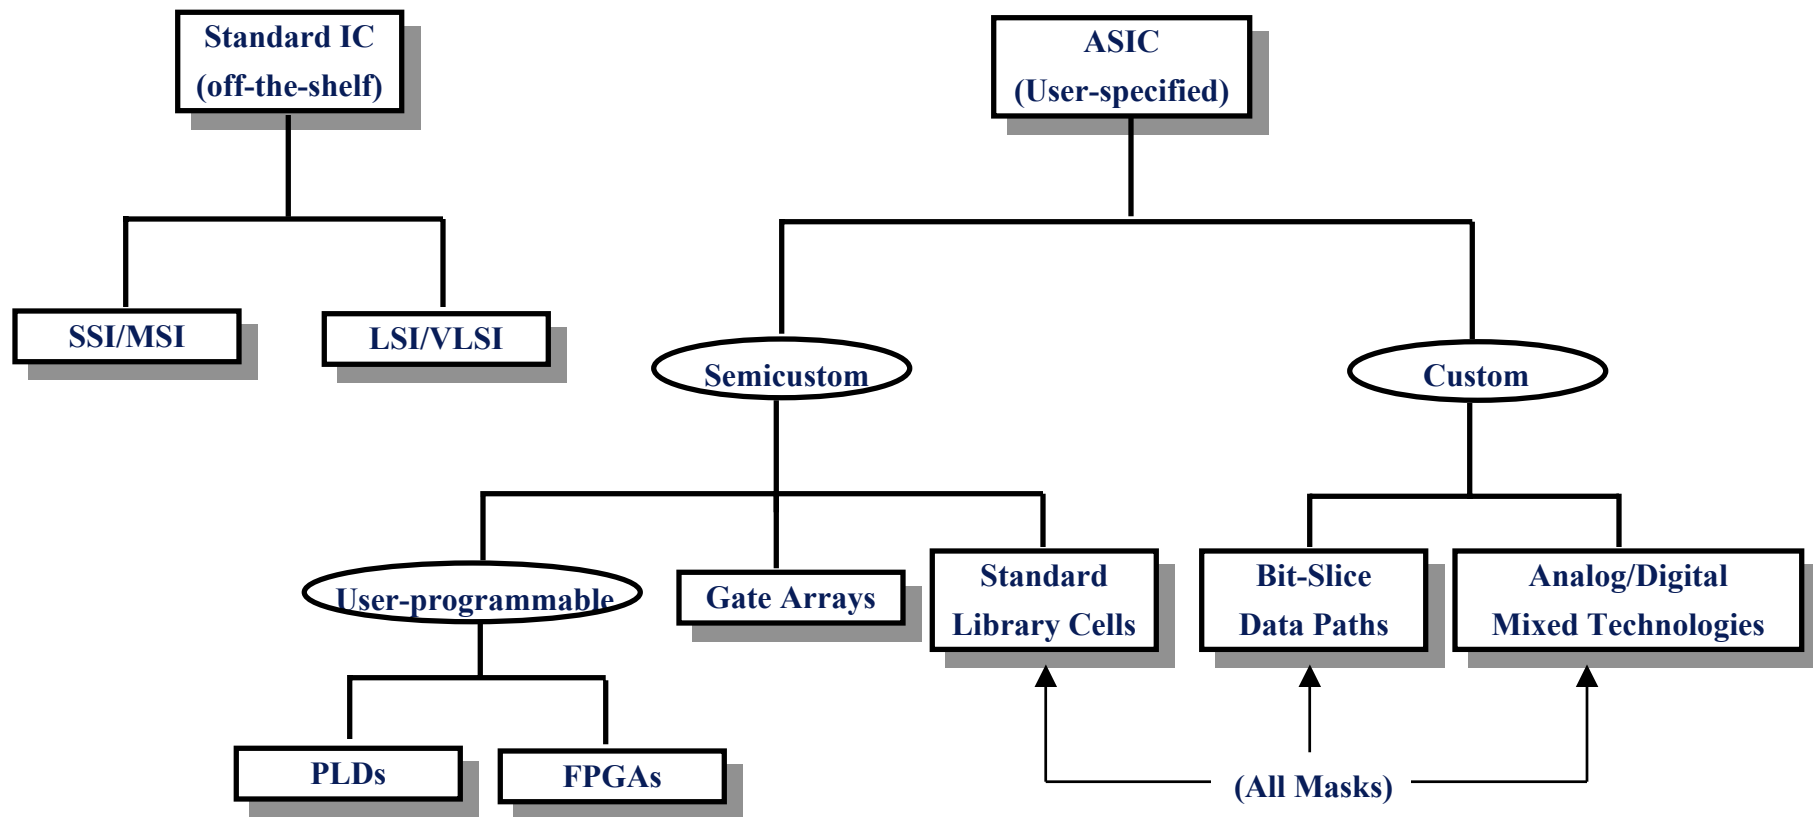 Standard IC
(off-the-shelf)
ASIC
(User-specified)
SSI/MSI
LSI/VLSI
Semicustom
Custom
User-programmable
Gate Arrays
Standard
Library Cells
Bit-Slice
Data Paths
Analog/Digital
Mixed Technologies
PLDs
FPGAs
(All Masks)